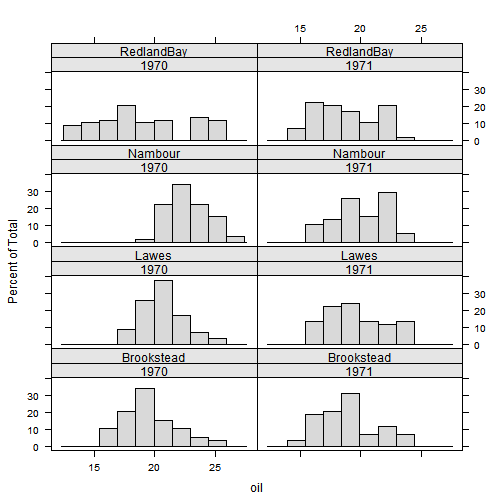 15 20 25
RedlandBay RedlandBay
1970 1971
30
20
10
0
Nambour Nambour
1970 1971
30
20
10
0
Lawes Lawes
1970 1971
30
20
10
0
Brookstead Brookstead
1970 1971
30
20
10
0
15 20 25
Percent of Total
oil